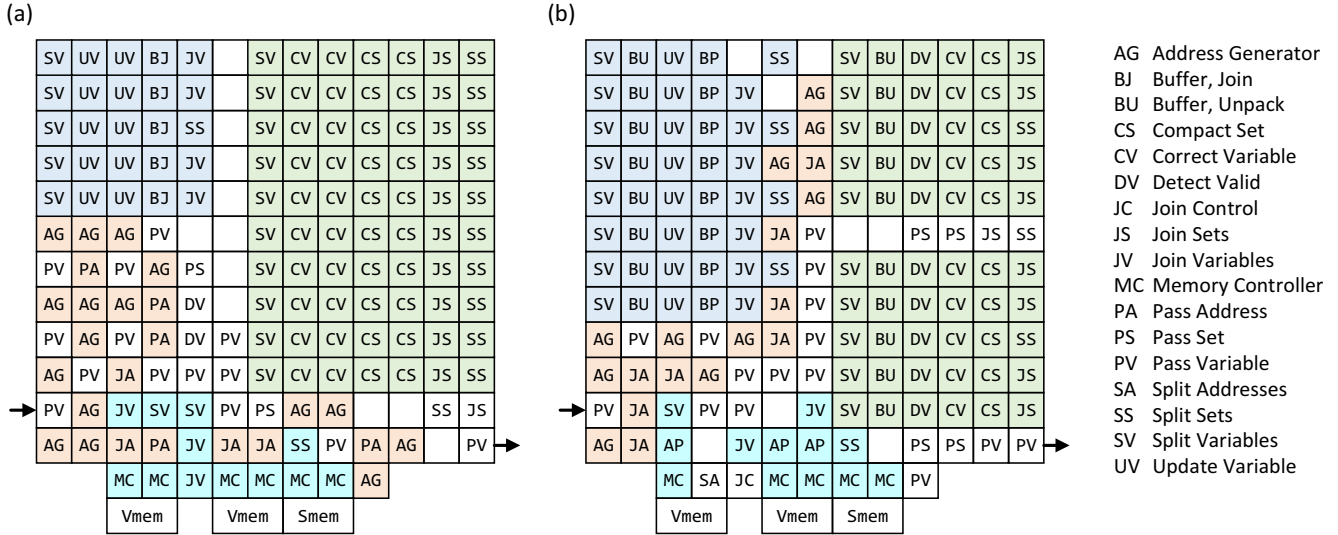 (a)
SV UV UV BJ JV SV CV CV CS CS JS SS
SV UV UV BJ JV SV CV CV CS CS JS SS
SV UV UV BJ SS SV CV CV CS CS JS SS
SV UV UV BJ JV SV CV CV CS CS JS SS
SV UV UV BJ JV SV CV CV CS CS JS SS
AG AG AG PV SV CV CV CS CS JS SS
PV PA PV AG PS SV CV CV CS CS JS SS
AG AG AG PA DV SV CV CV CS CS JS SS
PV AG PV PA DV PV SV CV CV CS CS JS SS
AG PV JA PV PV PV SV CV CV CS CS JS SS
PV AG JV SV SV PV PS AG AG SS JS
AG AG JA PA JV JA JA SS PV PA AG PV
MC MC JV MC MC MC MC AG
Vmem Vmem Smem
(b)
SV BU UV BP SS SV BU DV CV CS JS
SV BU UV BP JV AG SV BU DV CV CS JS
SV BU UV BP JV SS AG SV BU DV CV CS JS
SV BU UV BP JV AG JA SV BU DV CV CS JS
SV BU UV BP JV SS AG SV BU DV CV CS JS
SV BU UV BP JV JA PV PS PS JS SS
SV BU UV BP JV SS PV SV BU DV CV CS JS
SV BU UV BP JV JA PV SV BU DV CV CS JS
AG PV AG PV AG JA PV SV BU DV CV CS JS
AG JA JA AG PV PV PV SV BU DV CV CS JS
PV JA SV PV PV JV SV BU DV CV CS JS
AG JA AP JV AP AP SS PS PS PV PV
MC SA JC MC MC MC MC PV
Vmem Vmem Smem
AG Address Generator
BJ Buffer, Join
BU Buffer, Unpack
CS Compact Set
CV Correct Variable
DV Detect Valid
JC Join Control
JS Join Sets
JV Join Variables
MC Memory Controller
PA Pass Address
PS Pass Set
PV Pass Variable
SA Split Addresses
SS Split Sets
SV Split Variables
UV Update Variable